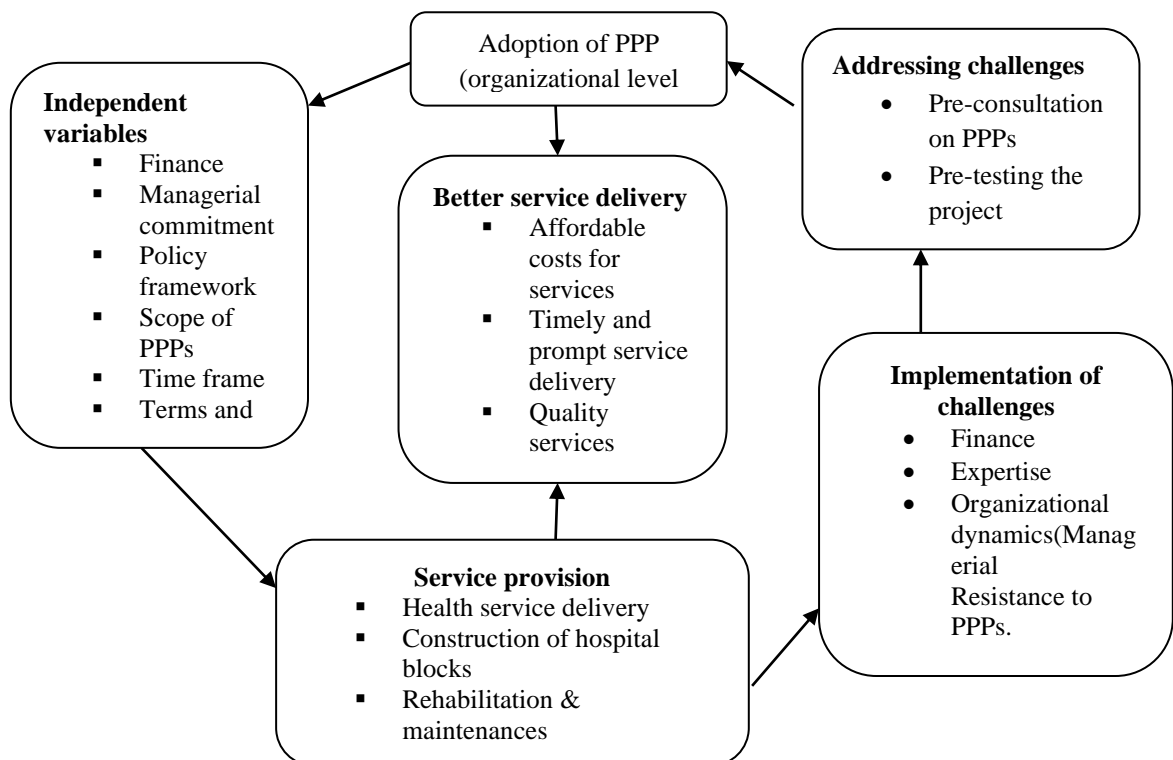 Adoption of PPP
(organizational level
Independent
variables
▪ Finance
▪ Managerial
commitment
▪ Policy
framework
▪ Scope of
PPPs
▪ Time frame
▪ Terms and
Better service delivery
▪ Affordable
costs for
services
▪ Timely and
prompt service
delivery
▪ Quality
services
Addressing challenges
● Pre-consultation
on PPPs
● Pre-testing the
project
Implementation of
challenges
● Finance
● Expertise
● Organizational
dynamics(Manag
erial
Resistance to
PPPs.
Service provision
▪ Health service delivery
▪ Construction of hospital
blocks
▪ Rehabilitation &
maintenances